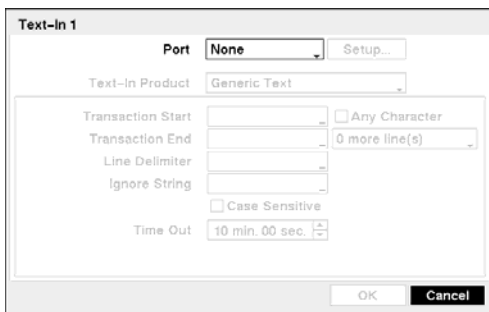 Text-In 1
Port None Setup...
Text-In Product Generic Text
Transaction Start Any Character
Transaction End 0 more line(s)
Line Delimiter
Ignore String
Case Sensitive
Time Out 10 min. 00 sec.
OK Cancel